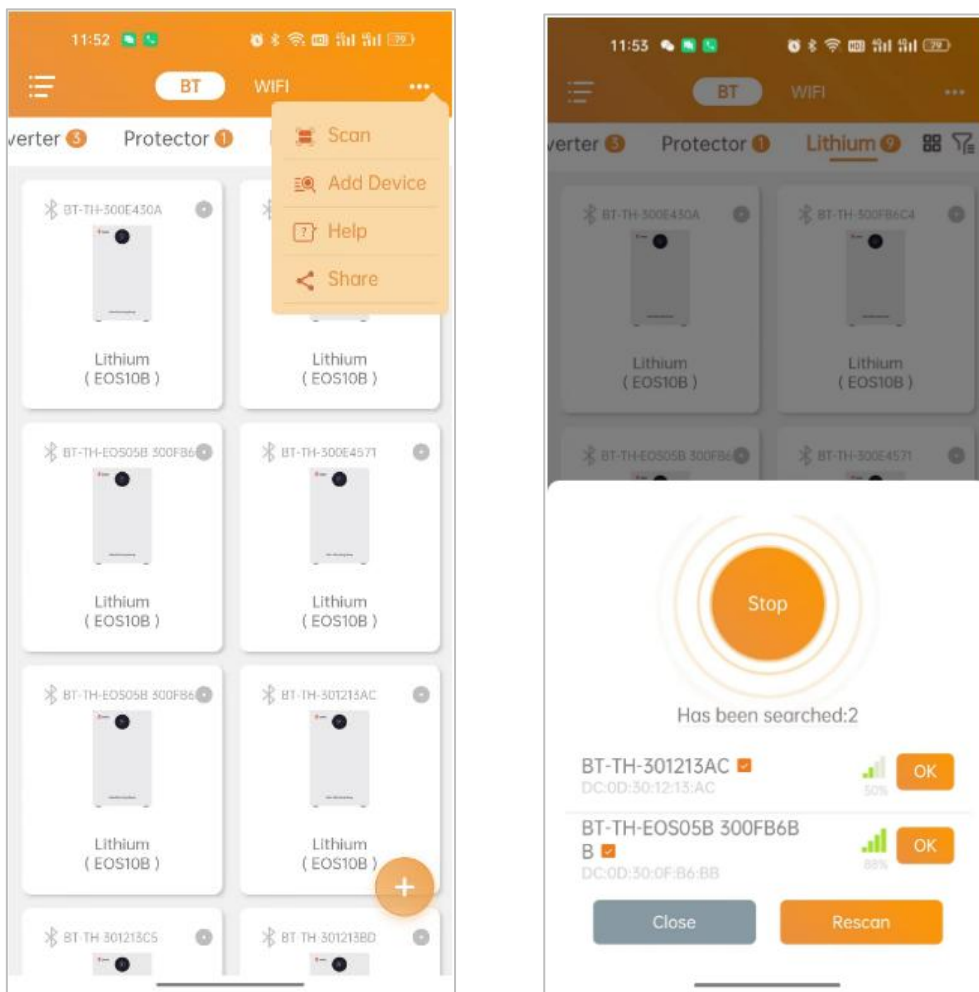 11:52
79
BT WIFI
verter 3 Protector 1
Scan
Add Device
Help
Share
BT-TH-300E430A
Lithium
( EOS10B )
Lithium
( EOS10B )
BT-TH-EOS05B 300FB6
BT-TH-300E4571
Lithium
( EOS10B )
Lithium
( EOS10B )
BT-TH-EOS05B 300FB6
BT-TH-301213AC
Lithium
( EOS10B )
Lithium
( EOS10B )
+
BT-TH-301213C5
BT-TH-301213BD
11:53
79
BT WIFI
verter 3 Protector 1 Lithium 9
BT-TH-300E430A
BT-TH-300FB6C4
Lithium
( EOS10B )
Lithium
( EOS10B )
BT-TH-EOS05B 300FB6
BT-TH-300E4571
Stop
Has been searched:2
BT-TH-301213AC
DC:0D:30:12:13:AC
50%
OK
BT-TH-EOS05B 300FB6B
B
DC:0D:30:0F:B6:BB
88%
OK
Close
Rescan